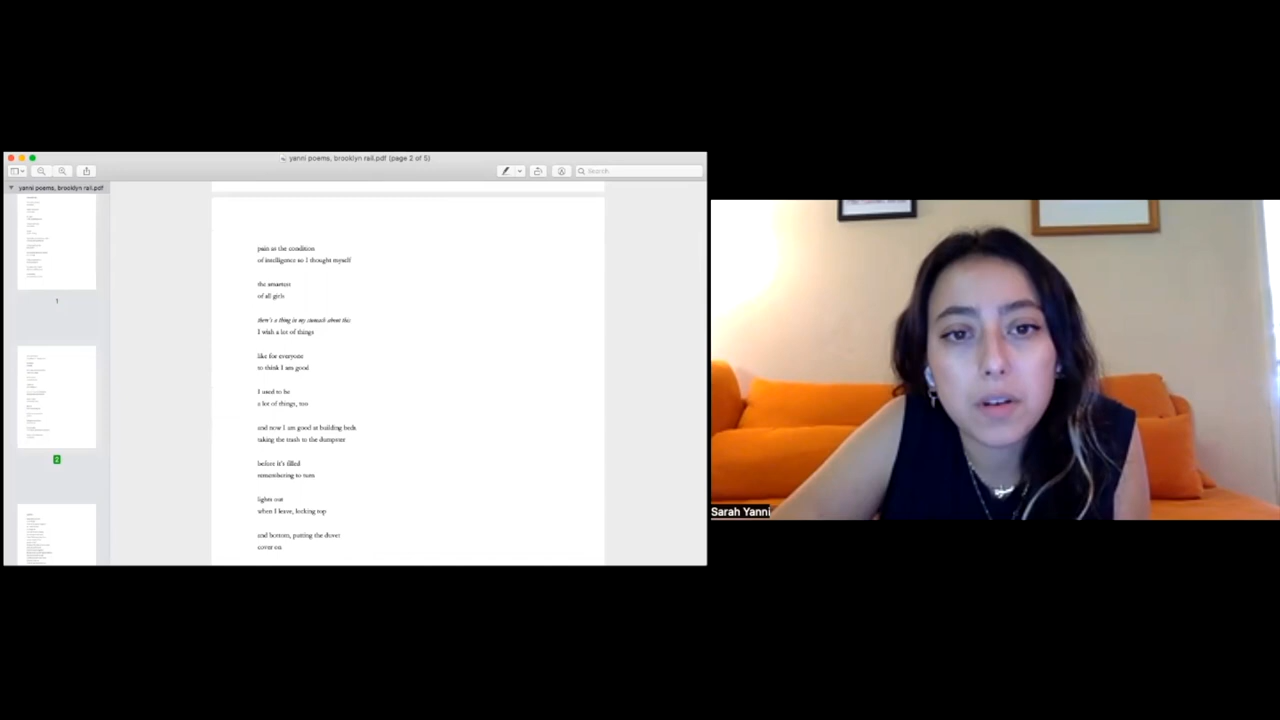 yanni poems, brooklyn rail.pdf (page 2 of 5)
Search
yanni poems, brooklyn rail.pdf
1
2
pain as the condition
of intelligence so I thought myself
the smartest
of all girls
there's a thing in my stomach about this
I wish a lot of things
like for everyone
to think I am good
I used to be
a lot of things, too
and now I am good at building beds
taking the trash to the dumpster
before it's filled
remembering to turn
lights out
when I leave, locking top
and bottom, putting the duvet
cover on.
Sarah Yanni